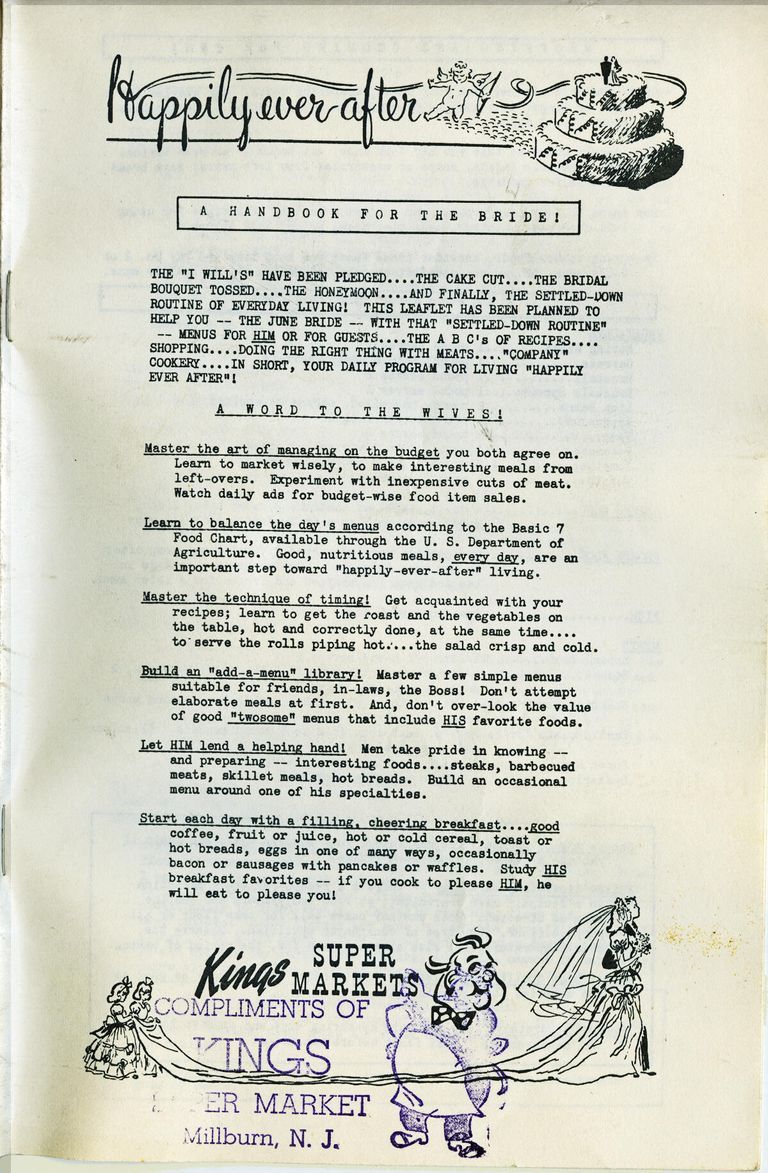 Happily ever after
A HANDBOOK FOR THE BRIDE!
THE "I WILL'S" HAVE BEEN PLEDGED....THE CAKE CUT....THE BRIDAL
BOUQUET TOSSED....THE HONEYMOON....AND FINALLY, THE SETTLED-DOWN
ROUTINE OF EVERYDAY LIVING! THIS LEAFLET HAS BEEN PLANNED TO
HELP YOU -- THE JUNE BRIDE -- WITH THAT "SETTLED-DOWN ROUTINE"
-- MENUS FOR HIM OR FOR GUESTS....THE A B C's OF RECIPES....
SHOPPING....DOING THE RIGHT THING WITH MEATS...."COMPANY"
COOKERY....IN SHORT, YOUR DAILY PROGRAM FOR LIVING "HAPPILY
EVER AFTER"!
A WORD TO THE WIVES!
Master the art of managing on the budget you both agree on.
Learn to market wisely, to make interesting meals from
left-overs. Experiment with inexpensive cuts of meat.
Watch daily ads for budget-wise food item sales.
Learn to balance the day's menus according to the Basic 7
Food Chart, available through the U. S. Department of
Agriculture. Good, nutritious meals, every day, are an
important step toward "happily-ever-after" living.
Master the technique of timing! Get acquainted with your
recipes; learn to get the roast and the vegetables on
the table, hot and correctly done, at the same time....
to serve the rolls piping hot....the salad crisp and cold.
Build an "add-a-menu" library! Master a few simple menus
suitable for friends, in-laws, the Boss! Don't attempt
elaborate meals at first. And, don't over-look the value
of good "twosome" menus that include HIS favorite foods.
Let HIM lend a helping hand! Men take pride in knowing --
and preparing -- interesting foods....steaks, barbecued
meats, skillet meals, hot breads. Build an occasional
menu around one of his specialties.
Start each day with a filling, cheering breakfast....good
coffee, fruit or juice, hot or cold cereal, toast or
hot breads, eggs in one of many ways, occasionally
bacon or sausages with pancakes or waffles. Study HIS
breakfast favorites -- if you cook to please HIM, he
will eat to please you!
Kings SUPER
MARKETS
COMPLIMENTS OF
KINGS
SUPER MARKET
Millburn, N. J.